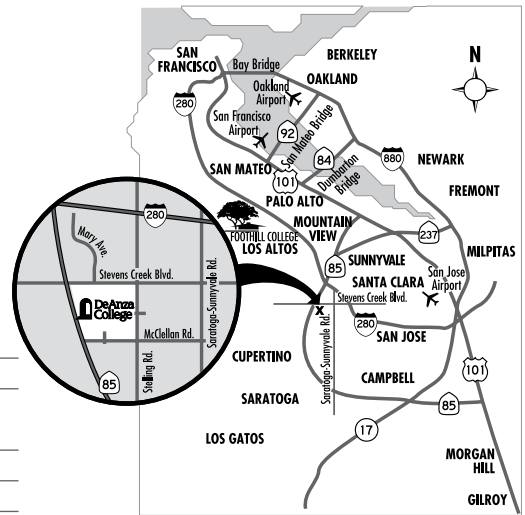 SAN
FRANCISCO
Bay Bridge
BERKELEY
OAKLAND
N
Oakland
Airport
280
San Francisco
Airport
92
San Mateo Bridge
84
Dumbarton
Bridge
880
NEWARK
SAN MATEO
101
FREMONT
PALO ALTO
MOUNTAIN
VIEW
237
FOOTHILL COLLEGE
LOS ALTOS
MILPITAS
85
SUNNYVALE
SANTA CLARA
San Jose
Airport
Stevens Creek Blvd.
X
280
SAN JOSE
Saratoga-Sunnyvale Rd.
CUPERTINO
CAMPBELL
101
SARATOGA
85
17
LOS GATOS
MORGAN
HILL
GILROY
280
Mary Ave.
Stevens Creek Blvd.
De Anza
College
McClellan Rd.
Stelling Rd.
Saratoga-Sunnyvale Rd.
85